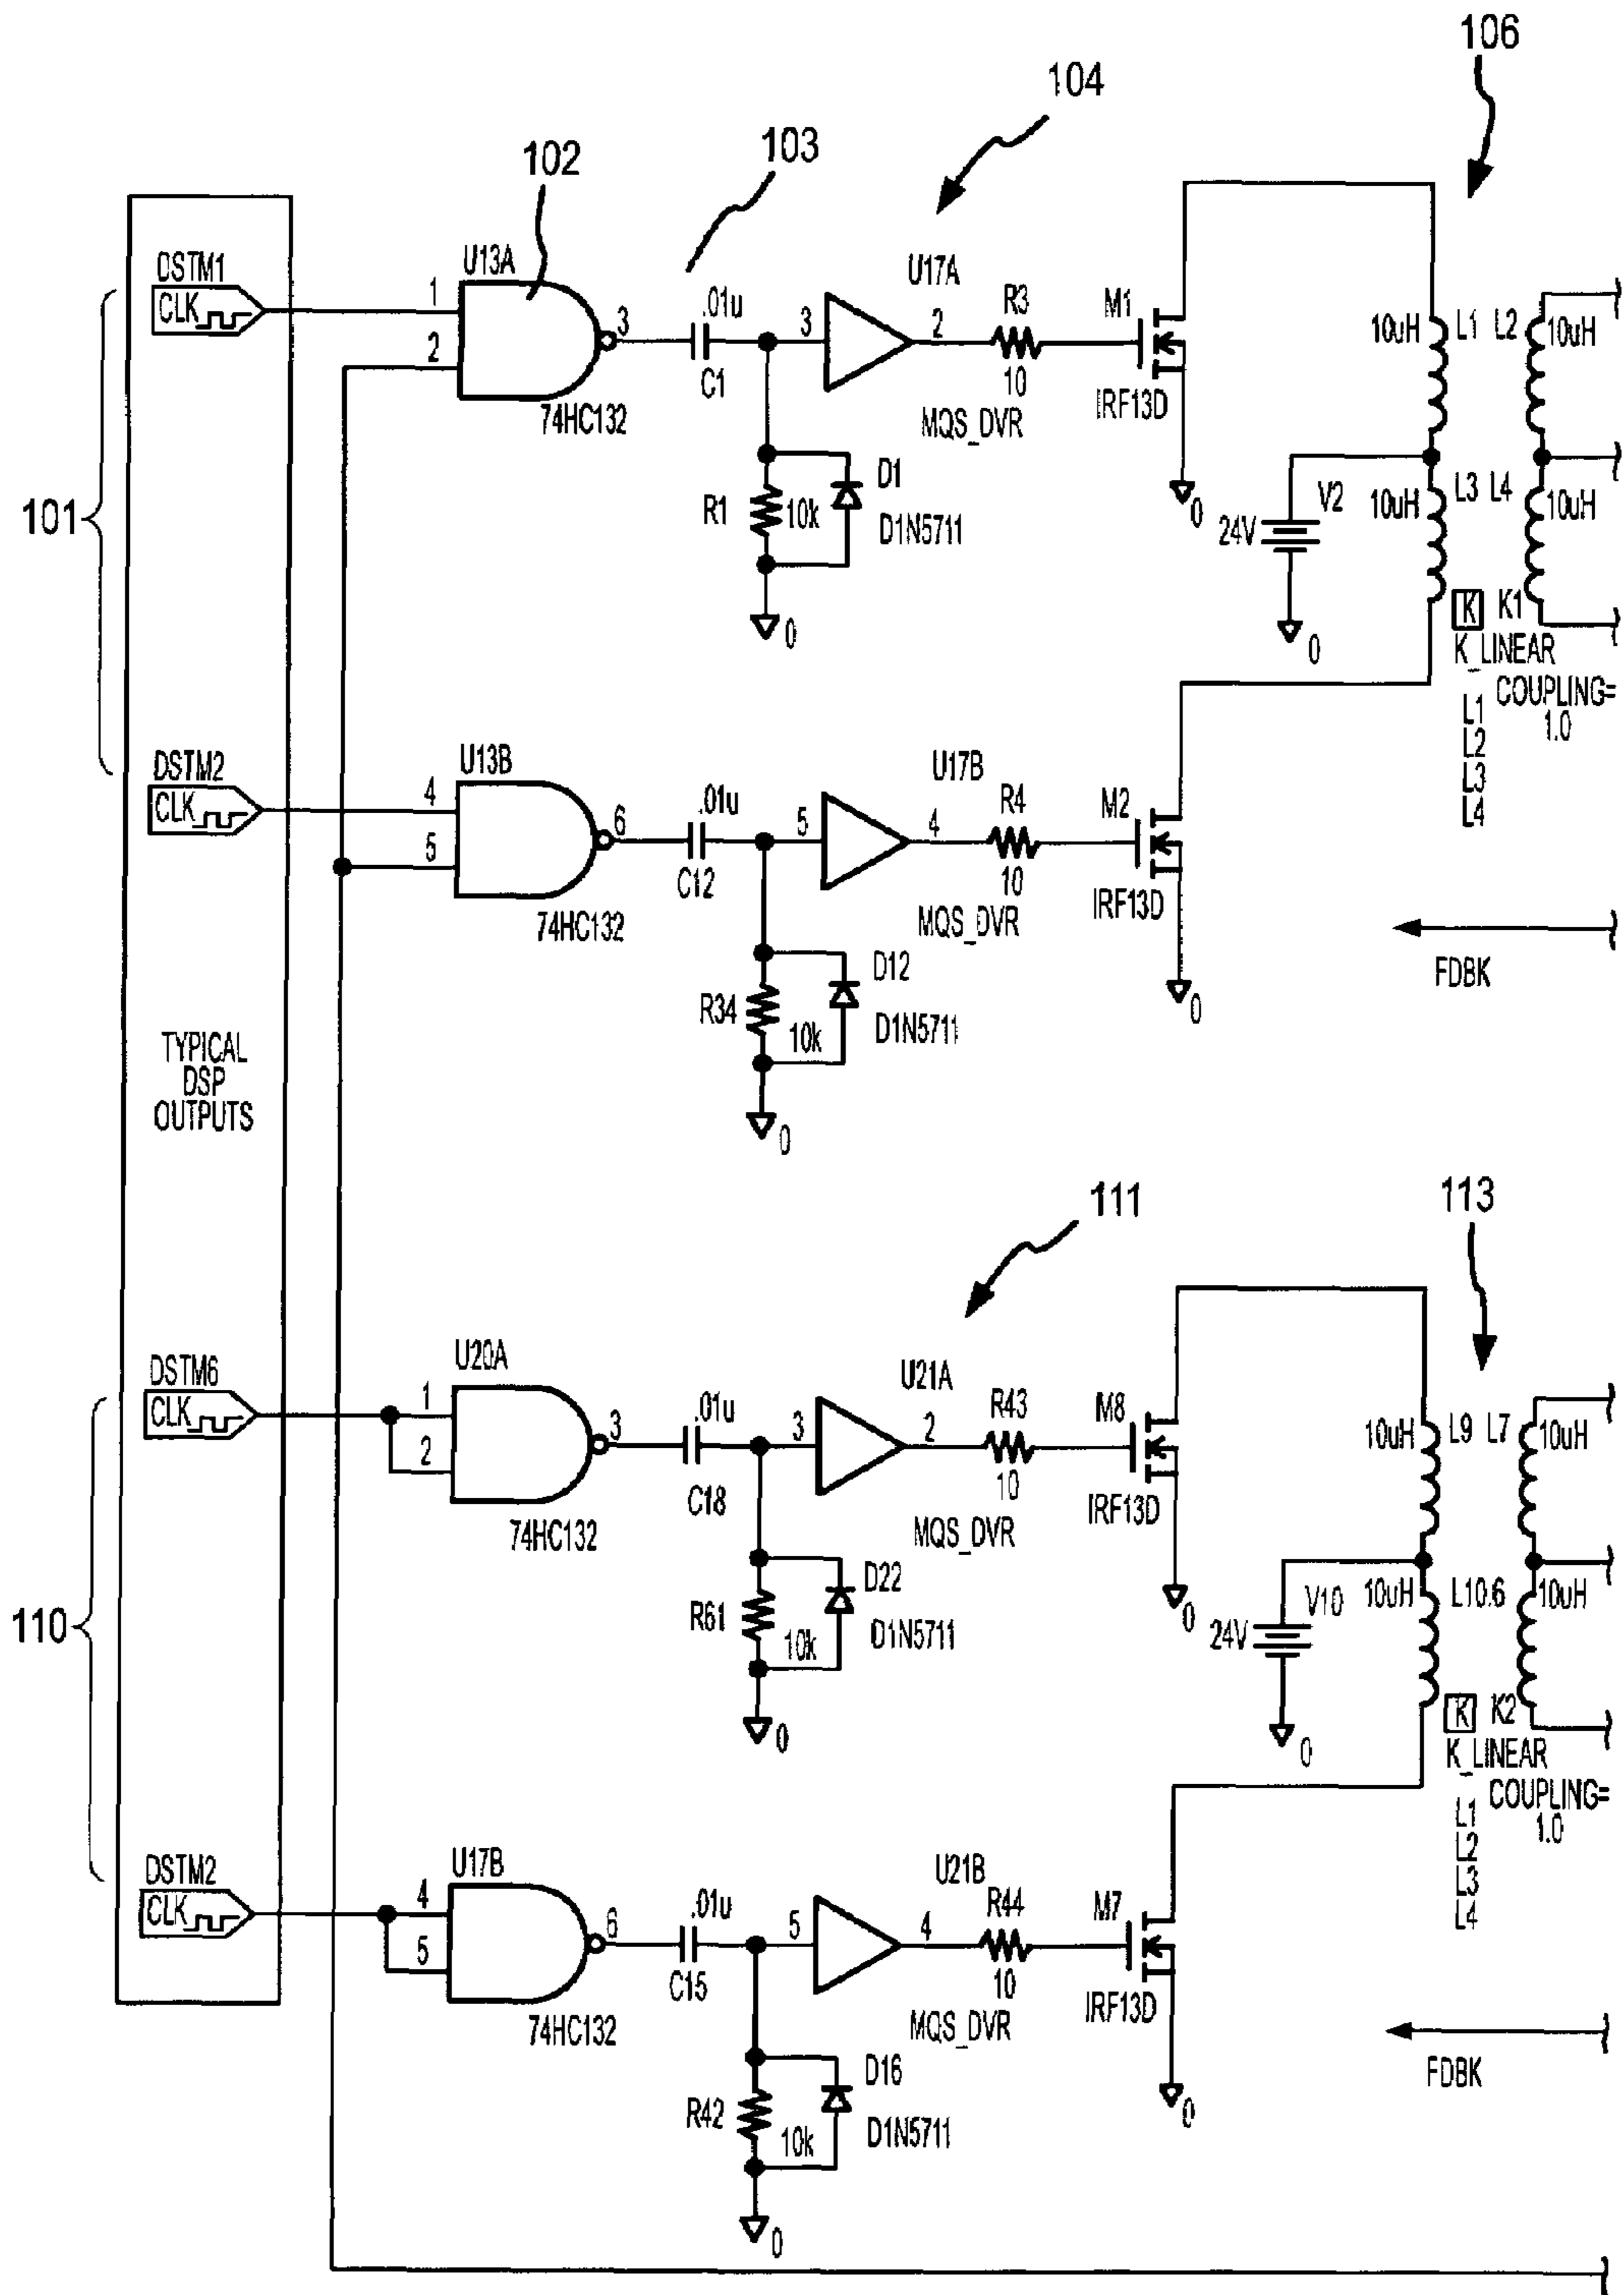 106
104
103
102
DSTM1
CLK
U13A
1
2
3
74HC132
.01u
C1
U17A
3
2
R3
10
MQS_DVR
M1
IRF13D
0
10uH
L1 L2
10uH
R1
10k
D1
D1N5711
0
24V
V2
0
10uH
L3 L4
10uH
K K1
K_LINEAR
COUPLING=
1.0
L1
L2
L3
L4
101
DSTM2
CLK
U13B
4
5
6
74HC132
.01u
C12
U17B
5
4
R4
10
MQS_DVR
M2
IRF13D
0
FDBK
R34
10k
D12
D1N5711
0
TYPICAL
DSP
OUTPUTS
111
113
DSTM6
CLK
U20A
1
2
3
74HC132
.01u
C18
U21A
3
2
R43
10
MQS_DVR
M8
IRF13D
0
10uH
L9 L7
10uH
R61
10k
D22
D1N5711
0
24V
V10
0
10uH
L10.6
10uH
K K2
K_LINEAR
COUPLING=
1.0
L1
L2
L3
L4
110
DSTM2
CLK
U17B
4
5
6
74HC132
.01u
C15
U21B
5
4
R44
10
MQS_DVR
M7
IRF13D
0
FDBK
R42
10k
D16
D1N5711
0